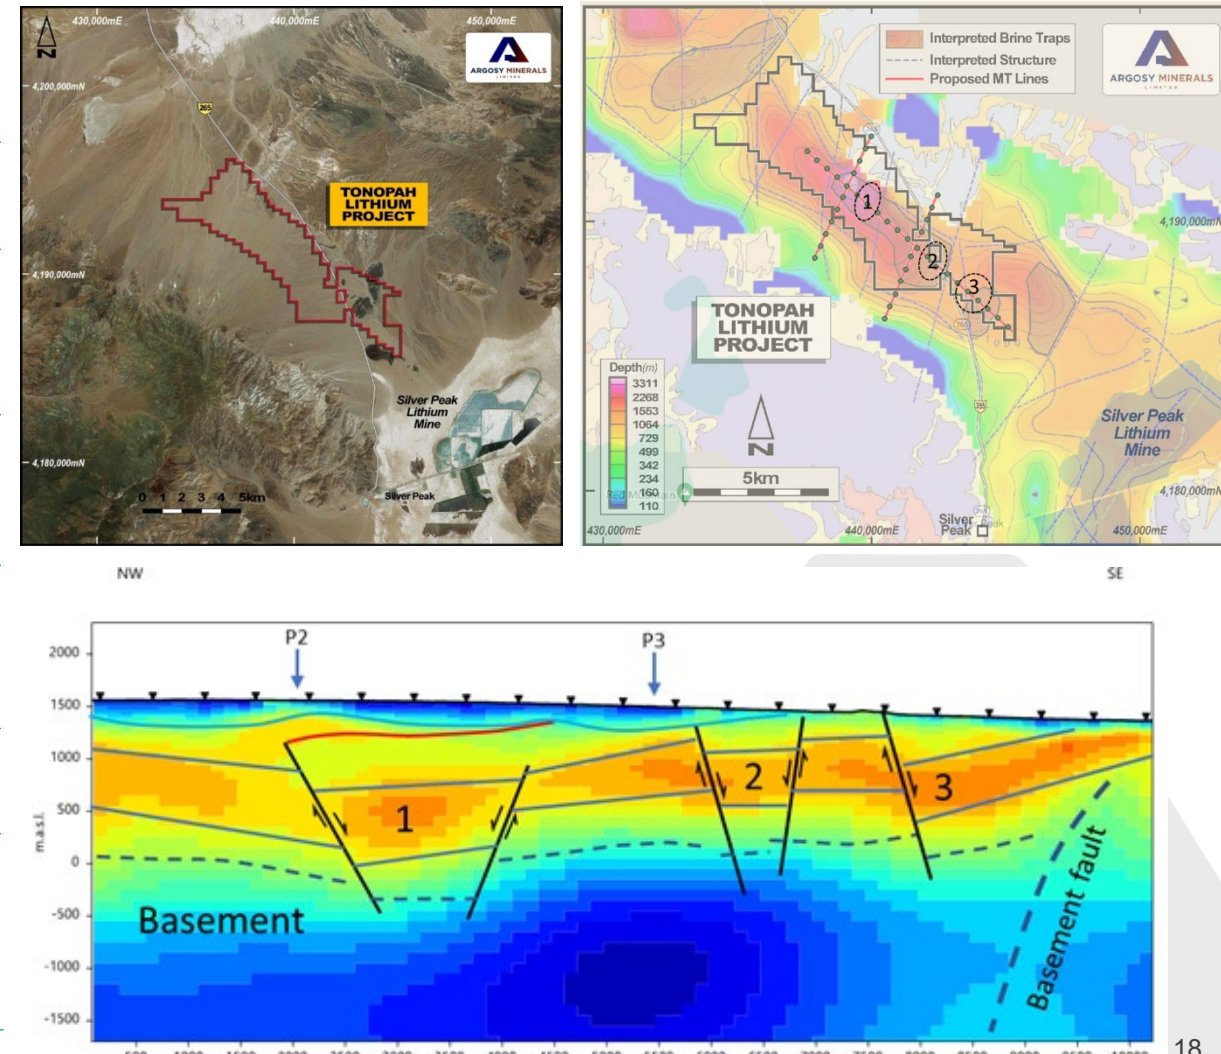 430,000mE
440,000mE
450,000mE
N
ARGOSY MINERALS
LIMITED
4,200,000mN
265
TONOPAH
LITHIUM
PROJECT
4,190,000mN
Silver Peak
Lithium
Mine
4,180,000mN
0 1 2 3 4 5km
Silver Peak
Interpreted Brine Traps
Interpreted Structure
Proposed MT Lines
ARGOSY MINERALS
LIMITED
1
2
3
4,190,000mN
TONOPAH
LITHIUM
PROJECT
Depth(m)
3311
2268
1553
1064
729
499
342
234
160
110
N
5km
265
Silver Peak
Lithium
Mine
4,180,000mN
Silver
Peak
430,000mE
440,000mE
450,000mE
NW
SE
P2
P3
2000
1500
1000
500
0
-500
-1000
-1500
m.a.s.l.
1
2
3
Basement
Basement fault
18